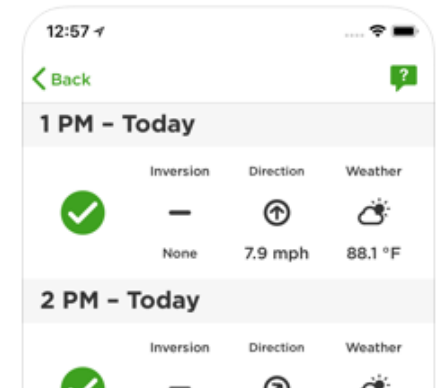 12:57
Back
?
1 PM – Today
Inversion Direction Weather
None 7.9 mph 88.1 °F
2 PM – Today
Inversion Direction Weather